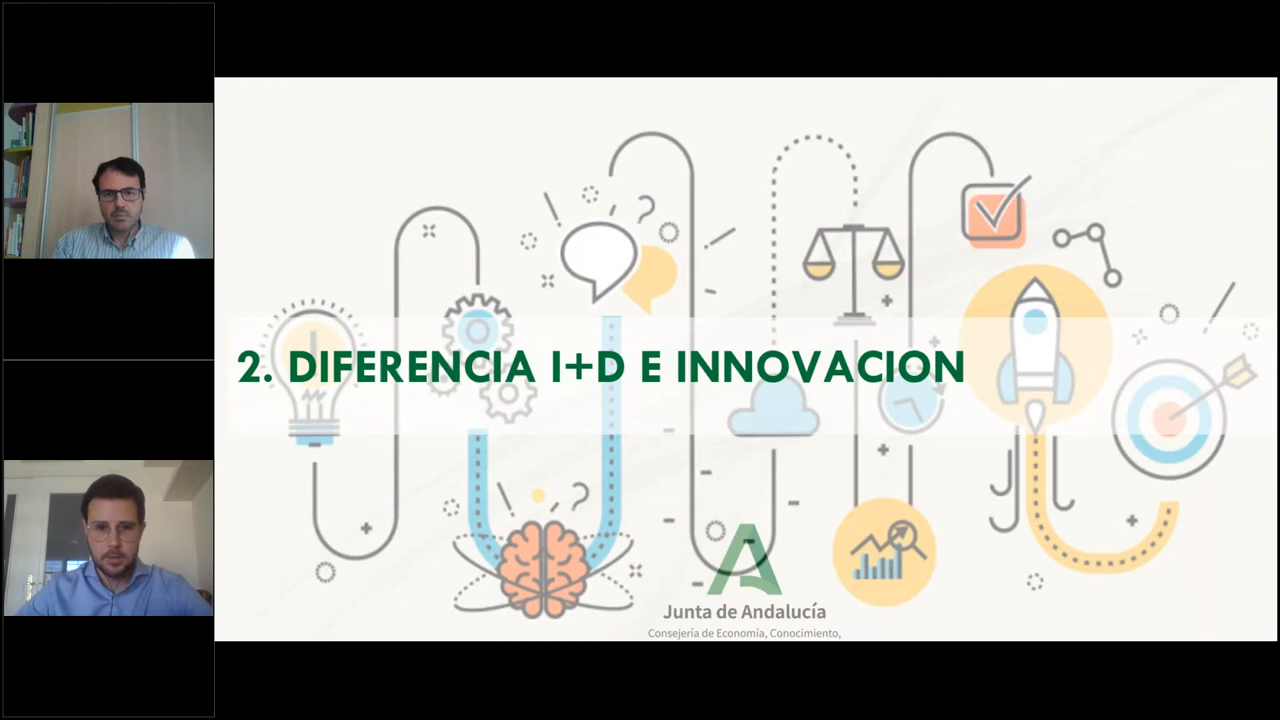 2. DIFERENCIA I+D E INNOVACION
Junta de Andalucía
Consejería de Economía, Conocimiento,